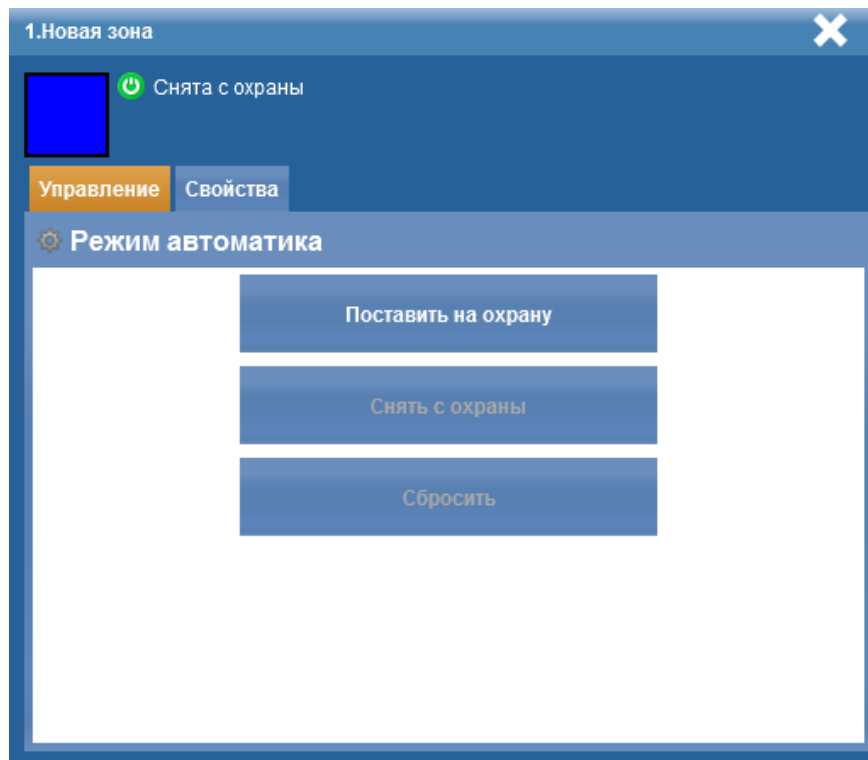 1.Новая зона
Снята с охраны
Управление Свойства
Режим автоматика
Поставить на охрану
Снять с охраны
Сбросить